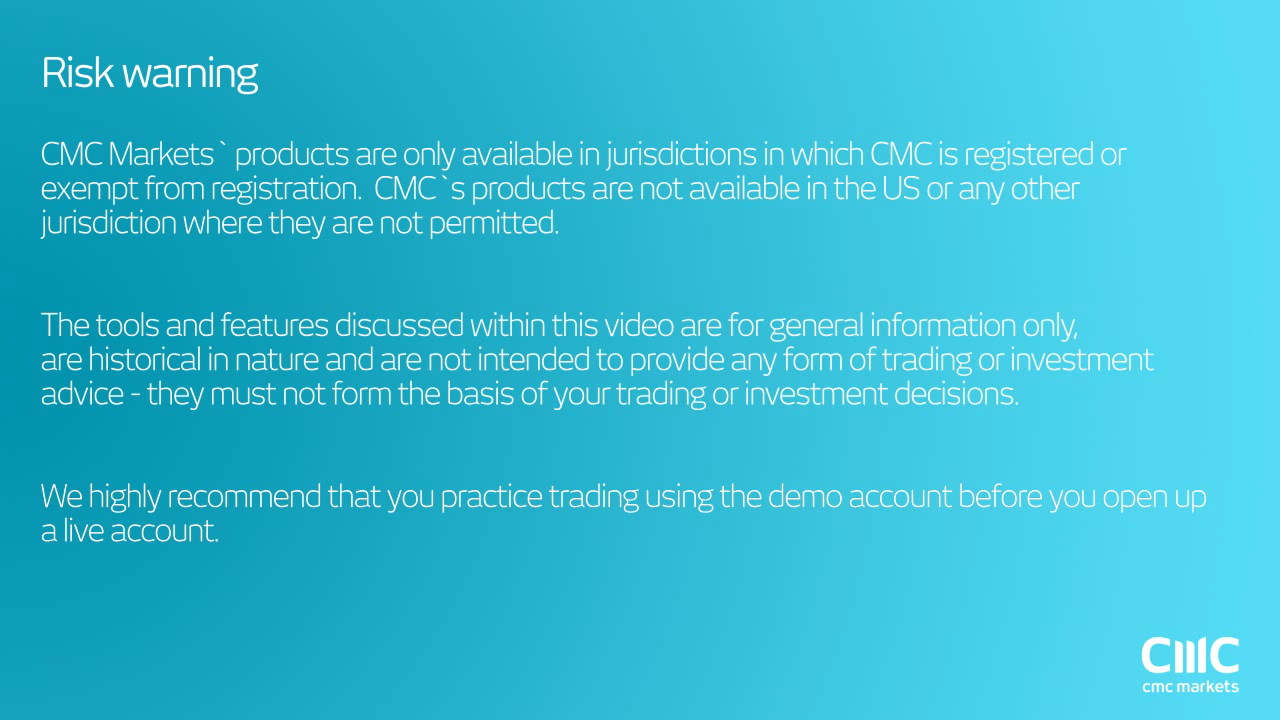 Risk warning
CMC Markets` products are only available in jurisdictions in which CMC is registered or
exempt from registration.  CMC`s products are not available in the US or any other
jurisdiction where they are not permitted.
The tools and features discussed within this video are for general information only,
are historical in nature and are not intended to provide any form of trading or investment
advice - they must not form the basis of your trading or investment decisions.
We highly recommend that you practice trading using the demo account before you open up
a live account.
CMC
cmc markets